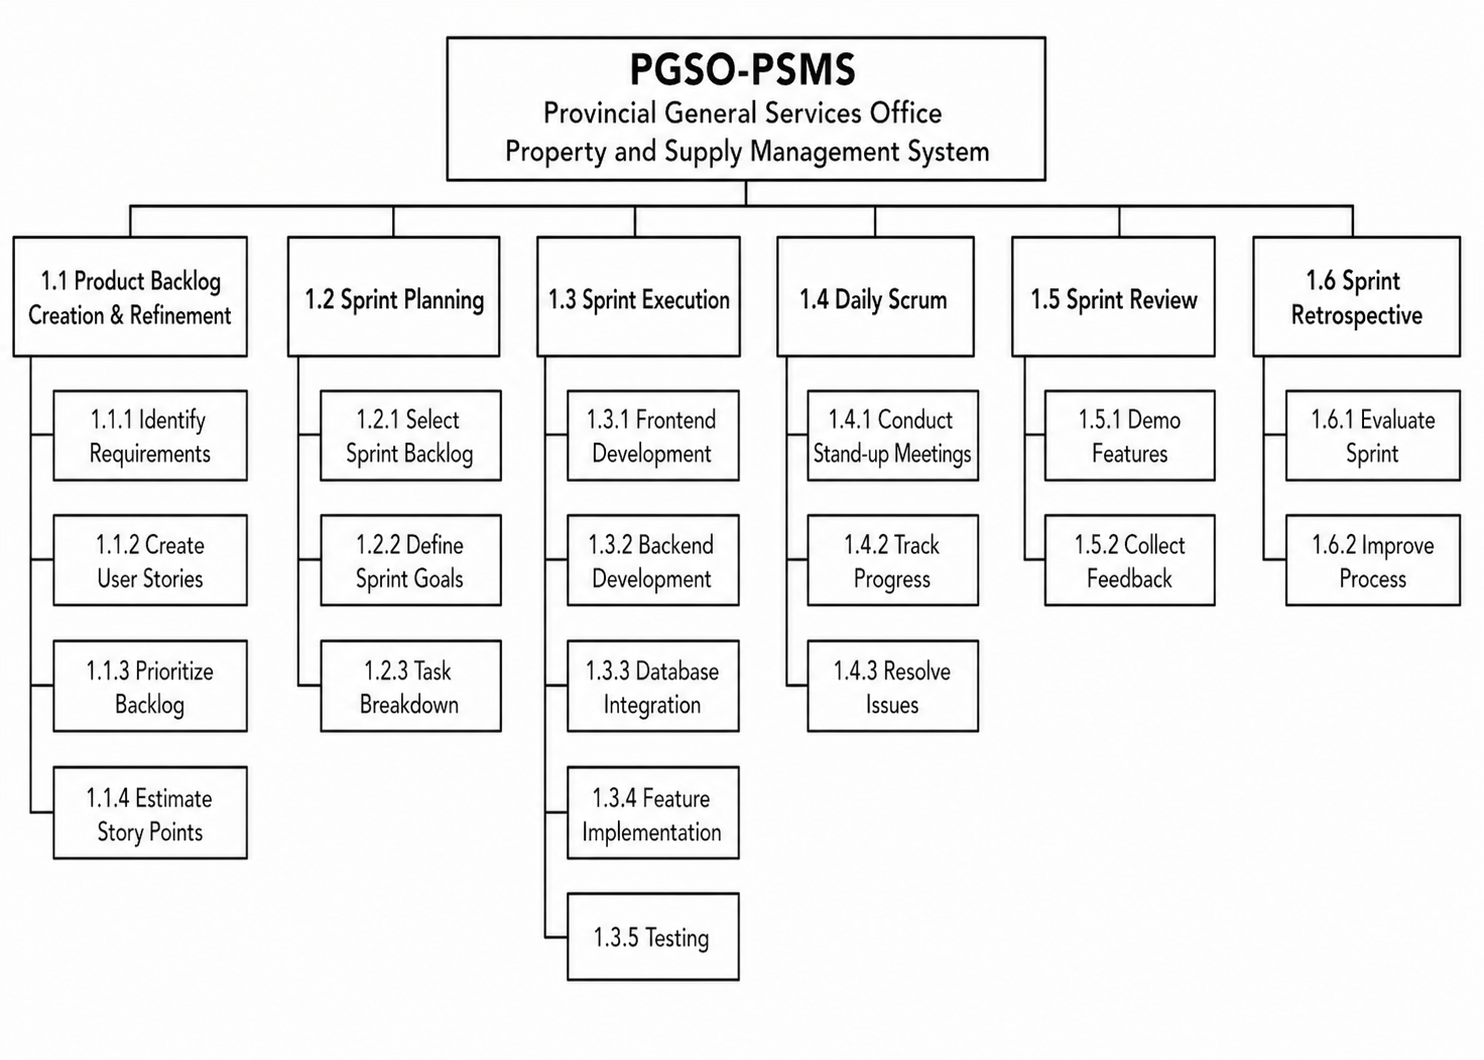 PGSO-PSMS
Provincial General Services Office
Property and Supply Management System
1.1 Product Backlog
Creation & Refinement
1.1.1 Identify
Requirements
1.1.2 Create
User Stories
1.1.3 Prioritize
Backlog
1.1.4 Estimate
Story Points
1.2 Sprint Planning
1.2.1 Select
Sprint Backlog
1.2.2 Define
Sprint Goals
1.2.3 Task
Breakdown
1.3 Sprint Execution
1.3.1 Frontend
Development
1.3.2 Backend
Development
1.3.3 Database
Integration
1.3.4 Feature
Implementation
1.3.5 Testing
1.4 Daily Scrum
1.4.1 Conduct
Stand-up Meetings
1.4.2 Track
Progress
1.4.3 Resolve
Issues
1.5 Sprint Review
1.5.1 Demo
Features
1.5.2 Collect
Feedback
1.6 Sprint
Retrospective
1.6.1 Evaluate
Sprint
1.6.2 Improve
Process